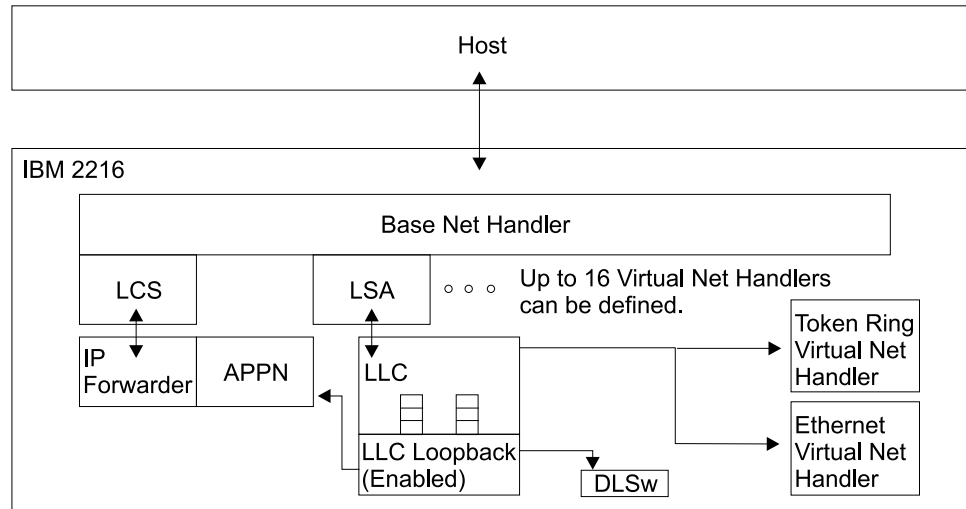 Host
IBM 2216
Base Net Handler
LCS
LSA
Up to 16 Virtual Net Handlers
can be defined.
IP
Forwarder
APPN
LLC
LLC Loopback
(Enabled)
DLSw
Token Ring
Virtual Net
Handler
Ethernet
Virtual Net
Handler